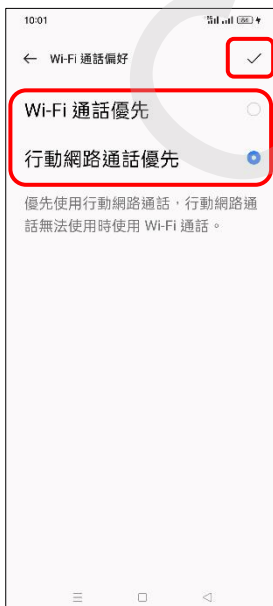 10:01
Wi-Fi 通話偏好
Wi-Fi 通話優先
行動網路通話優先
優先使用行動網路通話，行動網路通
話無法使用時使用 Wi-Fi 通話。